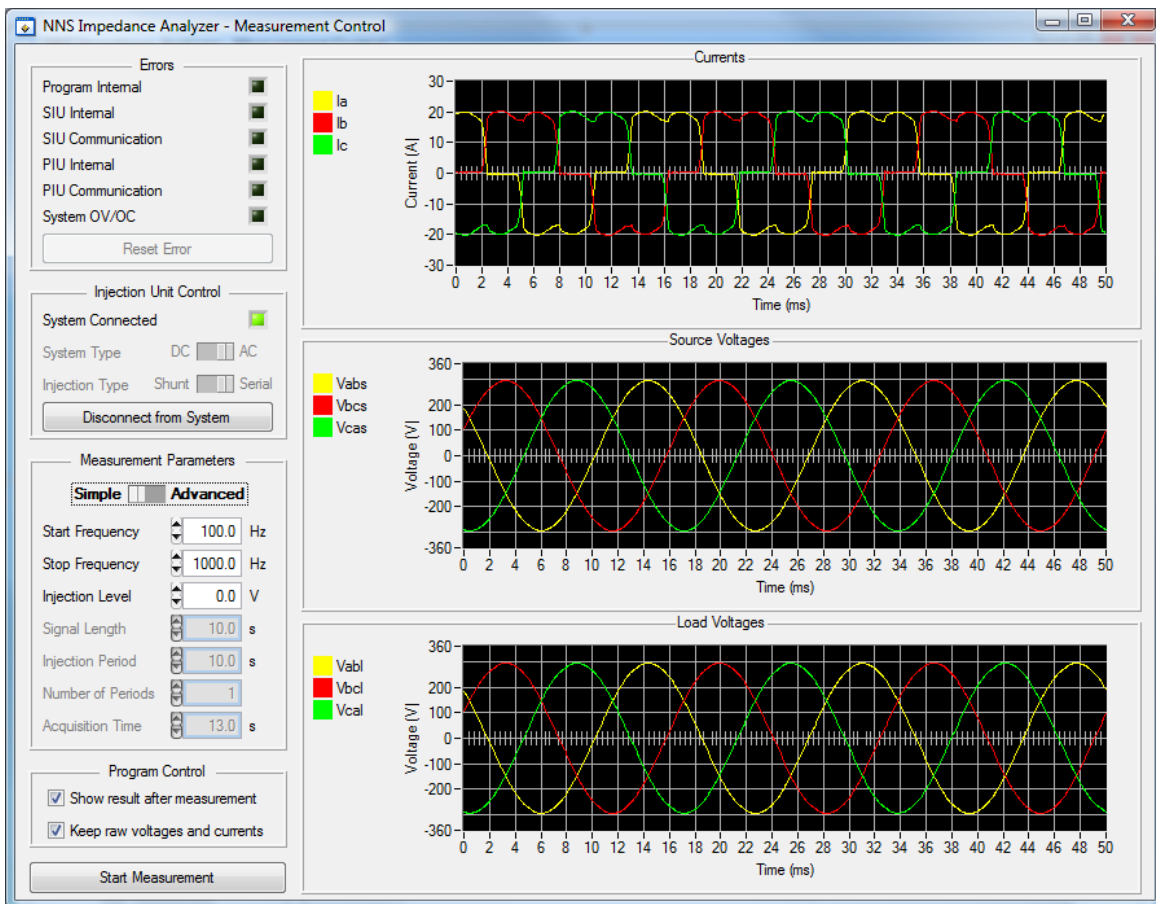 NNS Impedance Analyzer - Measurement Control
Errors
Program Internal
SIU Internal
SIU Communication
PIU Internal
PIU Communication
System OV/OC
Reset Error
Injection Unit Control
System Connected
System Type DC AC
Injection Type Shunt Serial
Disconnect from System
Measurement Parameters
Simple Advanced
Start Frequency 100.0 Hz
Stop Frequency 1000.0 Hz
Injection Level 0.0 V
Signal Length 10.0 s
Injection Period 10.0 s
Number of Periods 1
Acquisition Time 13.0 s
Program Control
Show result after measurement
Keep raw voltages and currents
Start Measurement
Currents
Ia
Ib
Ic
Current (A)
30
20
10
0
-10
-20
-30
0 2 4 6 8 10 12 14 16 18 20 22 24 26 28 30 32 34 36 38 40 42 44 46 48 50
Time (ms)
Source Voltages
Vabs
Vbcs
Vcas
Voltage (V)
360
200
100
0
-100
-200
-360
0 2 4 6 8 10 12 14 16 18 20 22 24 26 28 30 32 34 36 38 40 42 44 46 48 50
Time (ms)
Load Voltages
Vabl
Vbcl
Vcal
Voltage (V)
360
200
100
0
-100
-200
-360
0 2 4 6 8 10 12 14 16 18 20 22 24 26 28 30 32 34 36 38 40 42 44 46 48 50
Time (ms)